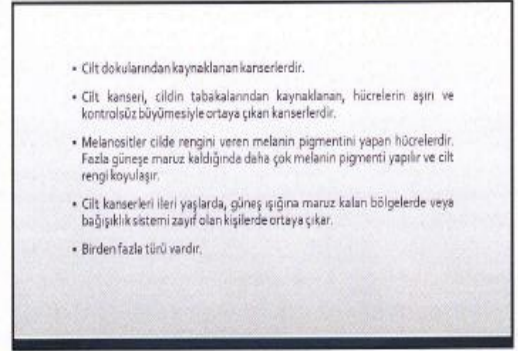 • Cilt dokularından kaynaklanan kanserlerdir.
• Cilt kanseri, cildin tabakalarından kaynaklanan, hücrelerin aşırı ve
kontrolsüz büyümesiyle ortaya çıkan kanserlerdir.
• Melanositler cilde rengini veren melanin pigmentini yapan hücrelerdir.
Fazla güneşe maruz kaldığında daha çok melanin pigmenti yapılır ve cilt
rengi koyulaşır.
• Cilt kanserleri ileri yaşlarda, güneş ışığına maruz kalan bölgelerde veya
bağışıklık sistemi zayıf olan kişilerde ortaya çıkar.
• Birden fazla türü vardır.